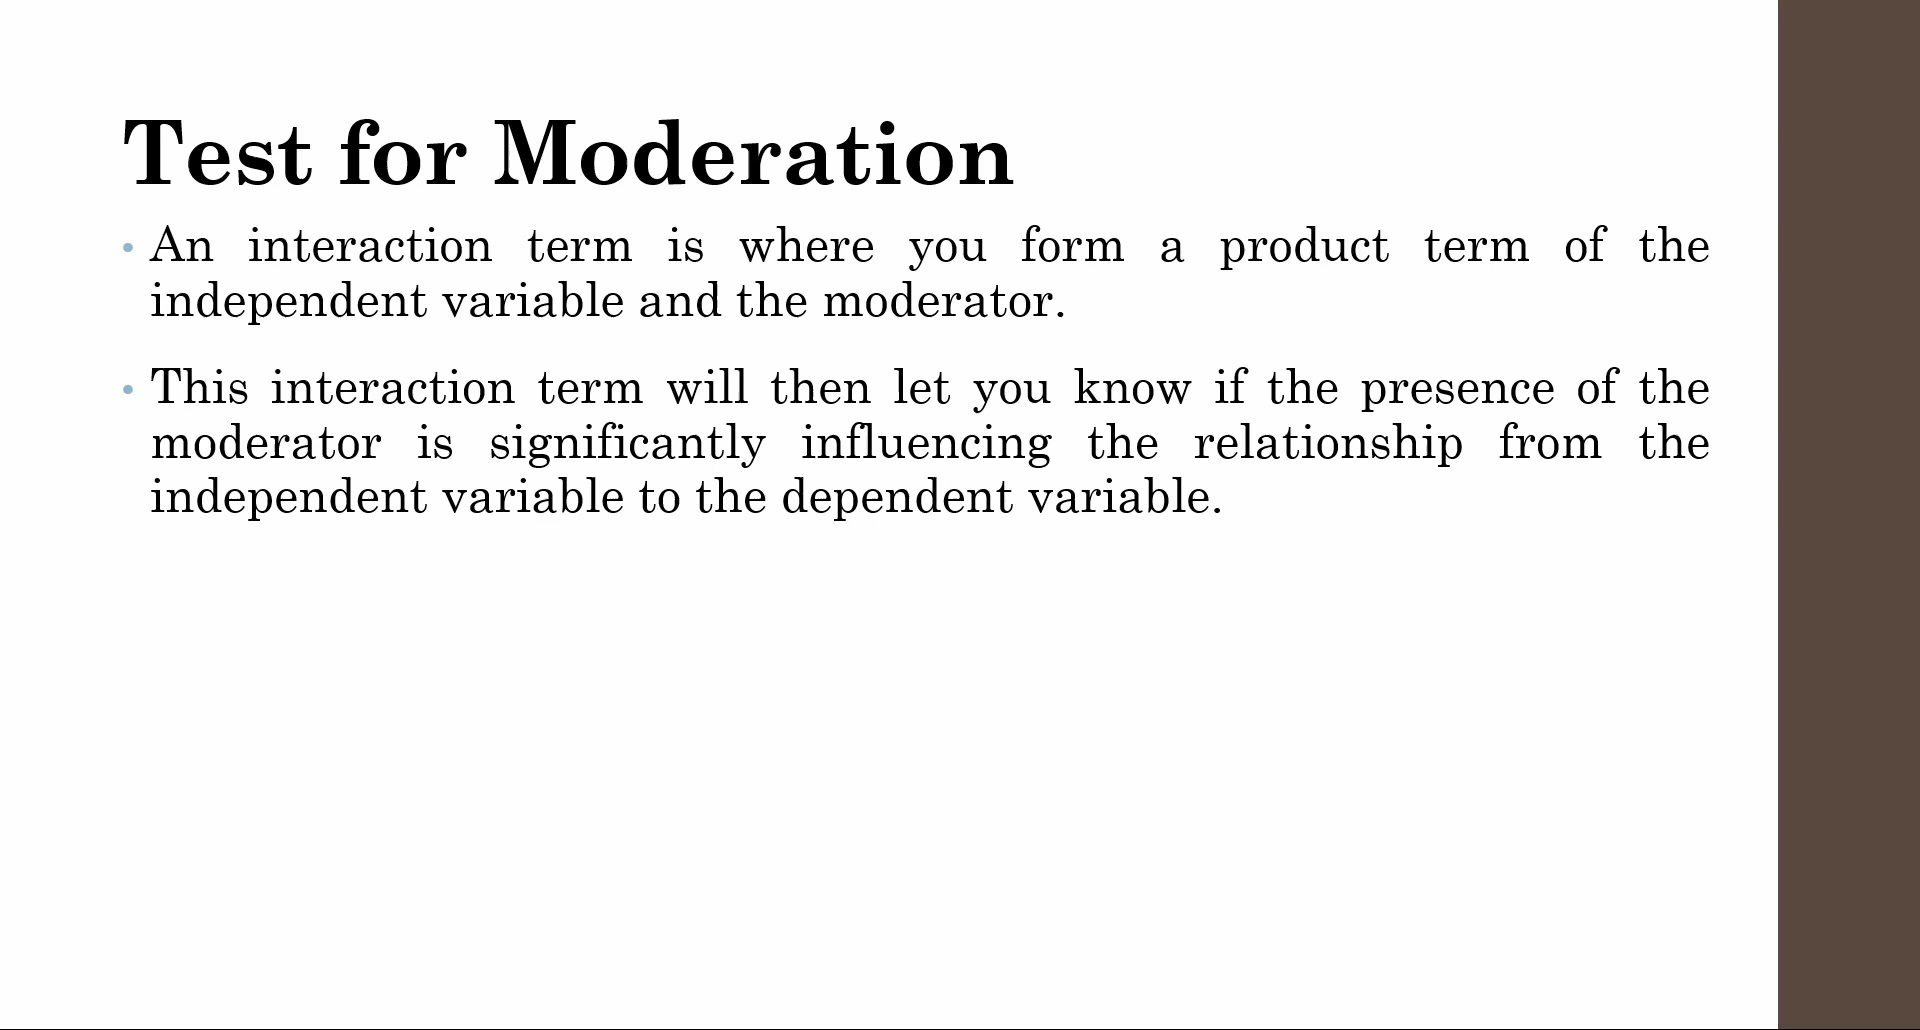 Test for Moderation
• An interaction term is where you form a product term of the
independent variable and the moderator.
• This interaction term will then let you know if the presence of the
moderator is significantly influencing the relationship from the
independent variable to the dependent variable.